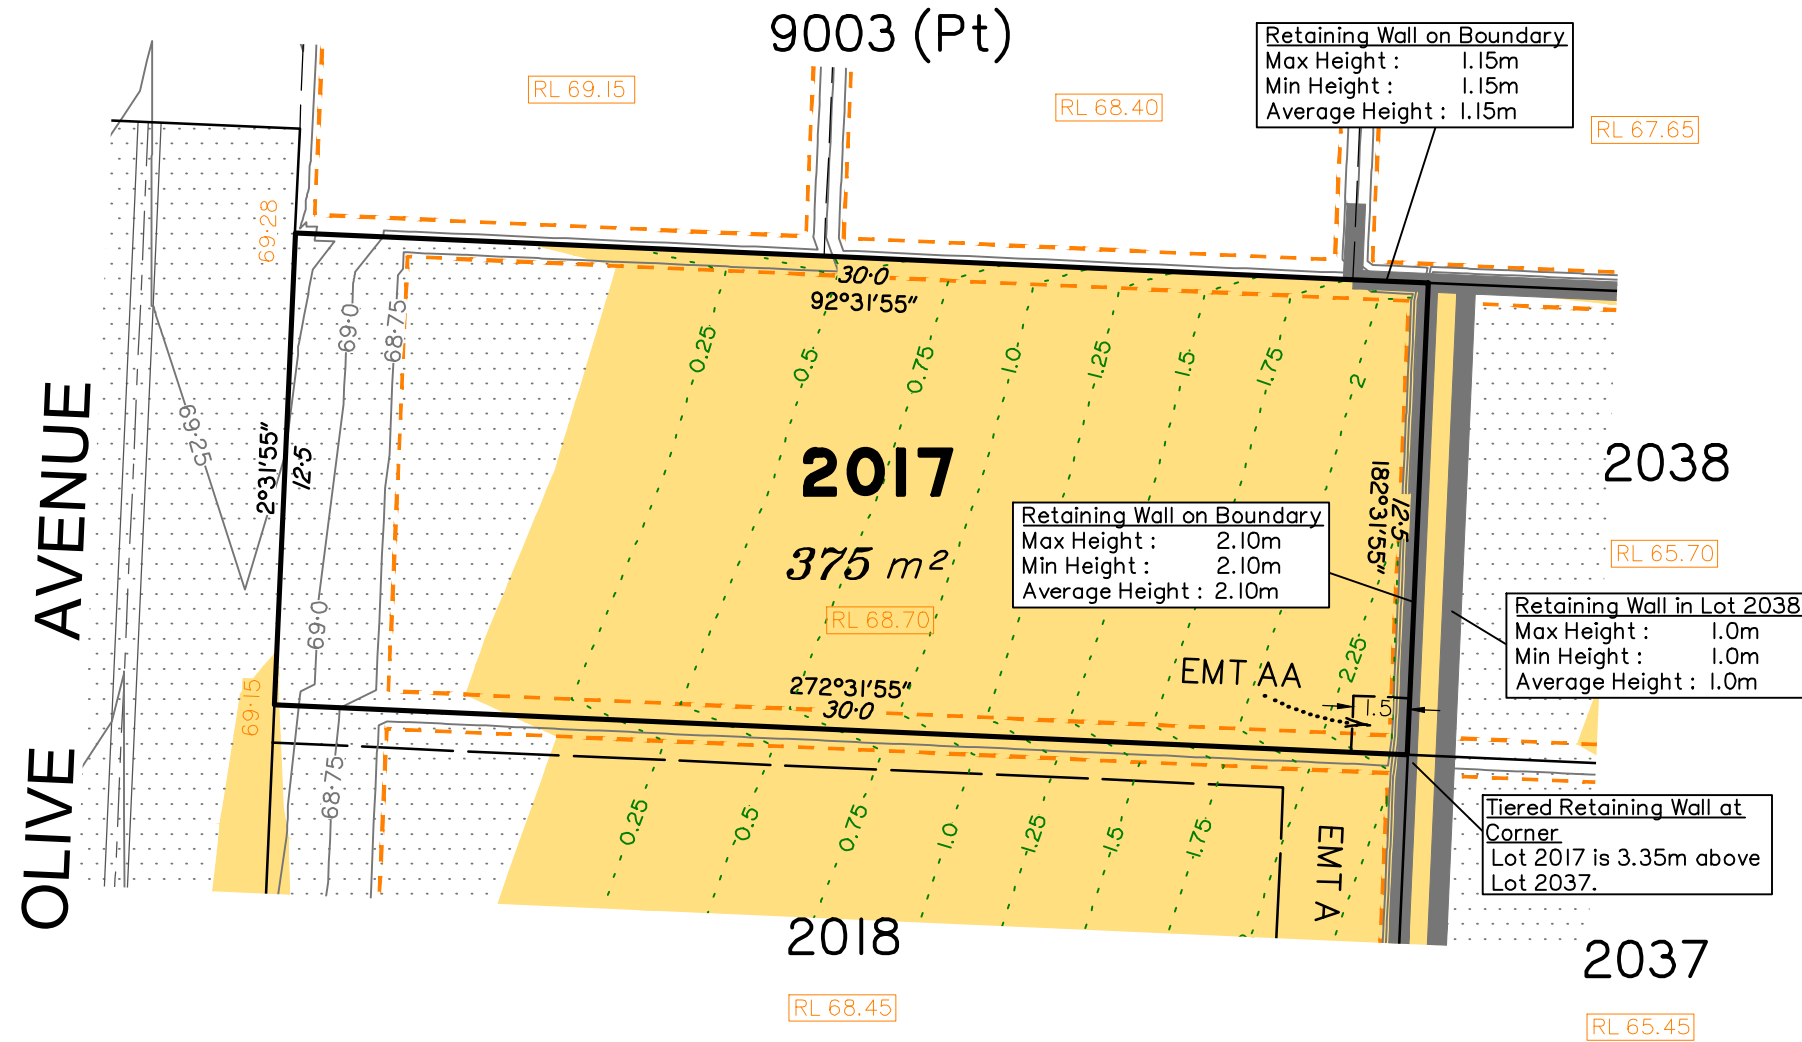 9003 (Pt)
Retaining Wall on Boundary
Max Height : 1.15m
Min Height : 1.15m
Average Height : 1.15m
RL 69.15
RL 68.40
RL 67.65
69.28
30·0
92°31'55"
69·0
68·75
69·25
0.25
0.5
0.75
1.0
1.25
1.5
1.75
2
OLIVE AVENUE
2°31'55"
12·5
2017
375 m²
RL 68.70
182°31'55"
12·5
2038
RL 65.70
Retaining Wall on Boundary
Max Height : 2.10m
Min Height : 2.10m
Average Height : 2.10m
Retaining Wall in Lot 2038
Max Height : 1.0m
Min Height : 1.0m
Average Height : 1.0m
69·0
2.25
EMT AA
1.5
272°31'55"
30·0
69.15
68·75
0.25
0.5
0.75
1.0
1.25
1.5
1.75
EMT A
Tiered Retaining Wall at
Corner
Lot 2017 is 3.35m above
Lot 2037.
2018
2037
RL 68.45
RL 65.45